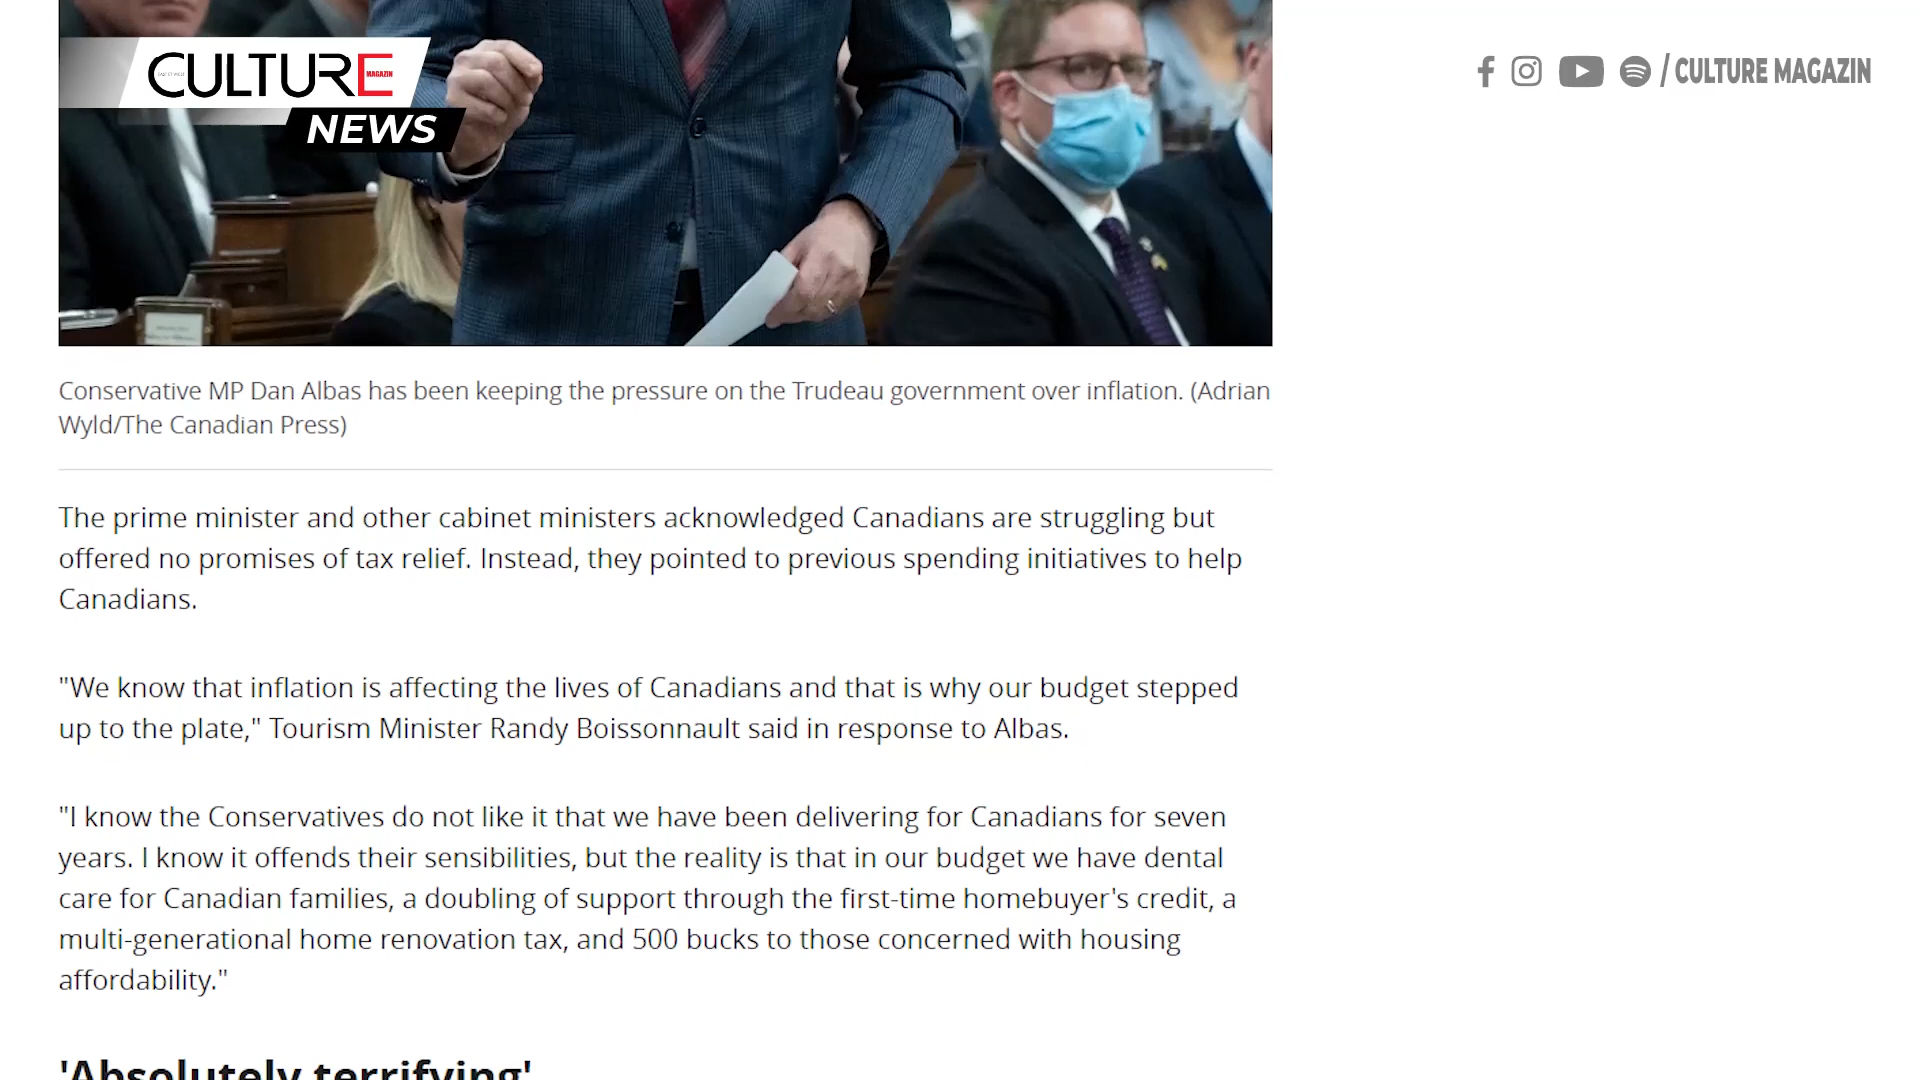 CULTURE
MAGAZIN
NEWS
/ CULTURE MAGAZIN
Conservative MP Dan Albas has been keeping the pressure on the Trudeau government over inflation. (Adrian
Wyld/The Canadian Press)
The prime minister and other cabinet ministers acknowledged Canadians are struggling but
offered no promises of tax relief. Instead, they pointed to previous spending initiatives to help
Canadians.
"We know that inflation is affecting the lives of Canadians and that is why our budget stepped
up to the plate," Tourism Minister Randy Boissonnault said in response to Albas.
"I know the Conservatives do not like it that we have been delivering for Canadians for seven
years. I know it offends their sensibilities, but the reality is that in our budget we have dental
care for Canadian families, a doubling of support through the first-time homebuyer's credit, a
multi-generational home renovation tax, and 500 bucks to those concerned with housing
affordability."
'Absolutely terrifying'